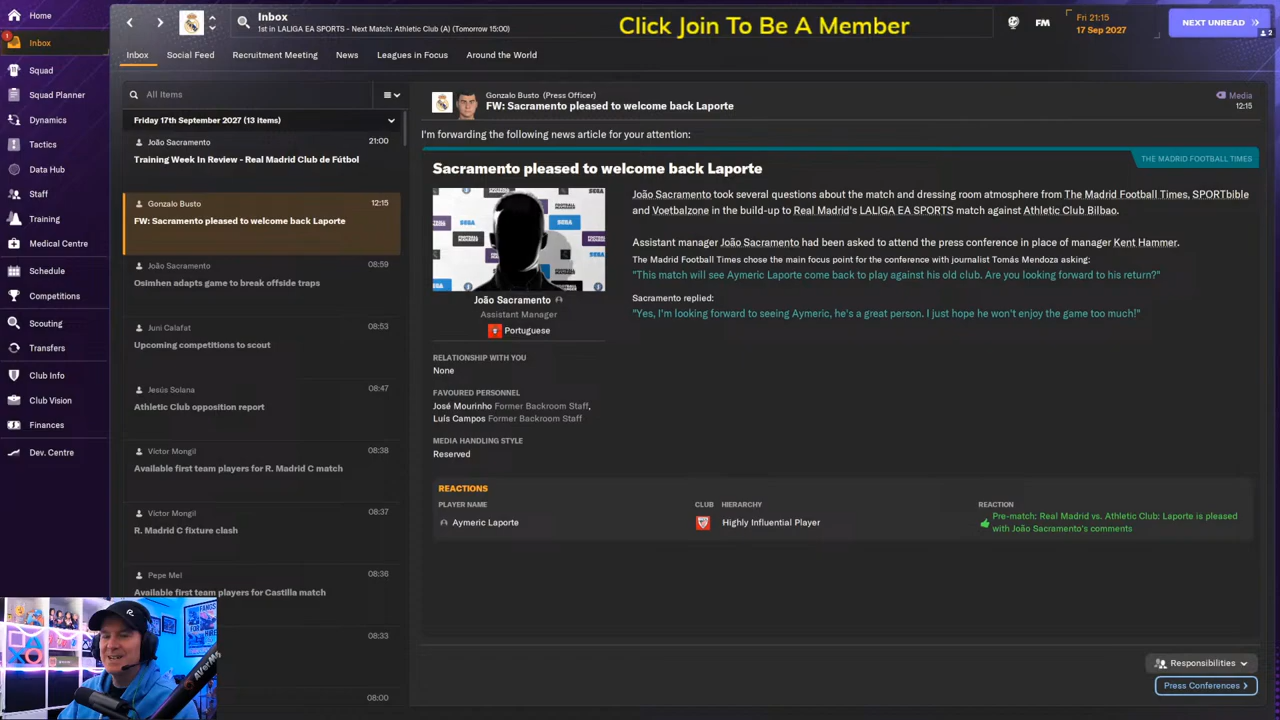 Home
Inbox
1
Squad
Squad Planner
Dynamics
Tactics
Data Hub
Staff
Training
Medical Centre
Schedule
Competitions
Scouting
Transfers
Club Info
Club Vision
Finances
Dev. Centre
Inbox
1st in LALIGA EA SPORTS - Next Match: Athletic Club (A) (Tomorrow 15:00)
Click Join To Be A Member
FM
Fri 21:15
17 Sep 2027
NEXT UNREAD
2
Inbox
Social Feed
Recruitment Meeting
News
Leagues in Focus
Around the World
All Items
Friday 17th September 2027 (13 items)
João Sacramento 21:00
Training Week In Review - Real Madrid Club de Fútbol
Gonzalo Busto 12:15
FW: Sacramento pleased to welcome back Laporte
João Sacramento 08:59
Osimhen adapts game to break offside traps
Juni Calafat 08:53
Upcoming competitions to scout
Jesús Solana 08:47
Athletic Club opposition report
Víctor Mongil 08:38
Available first team players for R. Madrid C match
Víctor Mongil 08:37
R. Madrid C fixture clash
Pepe Mel 08:36
Available first team players for Castilla match
08:33
08:00
Gonzalo Busto (Press Officer)
FW: Sacramento pleased to welcome back Laporte
Media
12:15
I'm forwarding the following news article for your attention:
THE MADRID FOOTBALL TIMES
Sacramento pleased to welcome back Laporte
SEGA
João Sacramento
Assistant Manager
Portuguese
RELATIONSHIP WITH YOU
None
FAVOURED PERSONNEL
José Mourinho Former Backroom Staff,
Luís Campos Former Backroom Staff
MEDIA HANDLING STYLE
Reserved
João Sacramento took several questions about the match and dressing room atmosphere from The Madrid Football Times, SPORTbible
and Voetbalzone in the build-up to Real Madrid's LALIGA EA SPORTS match against Athletic Club Bilbao.
Assistant manager João Sacramento had been asked to attend the press conference in place of manager Kent Hammer.
The Madrid Football Times chose the main focus point for the conference with journalist Tomás Mendoza asking:
"This match will see Aymeric Laporte come back to play against his old club. Are you looking forward to his return?"
Sacramento replied:
"Yes, I'm looking forward to seeing Aymeric, he's a great person. I just hope he won't enjoy the game too much!"
REACTIONS
PLAYER NAME CLUB HIERARCHY REACTION
Aymeric Laporte Highly Influential Player Pre-match: Real Madrid vs. Athletic Club: Laporte is pleased
with João Sacramento's comments
Responsibilities
Press Conferences